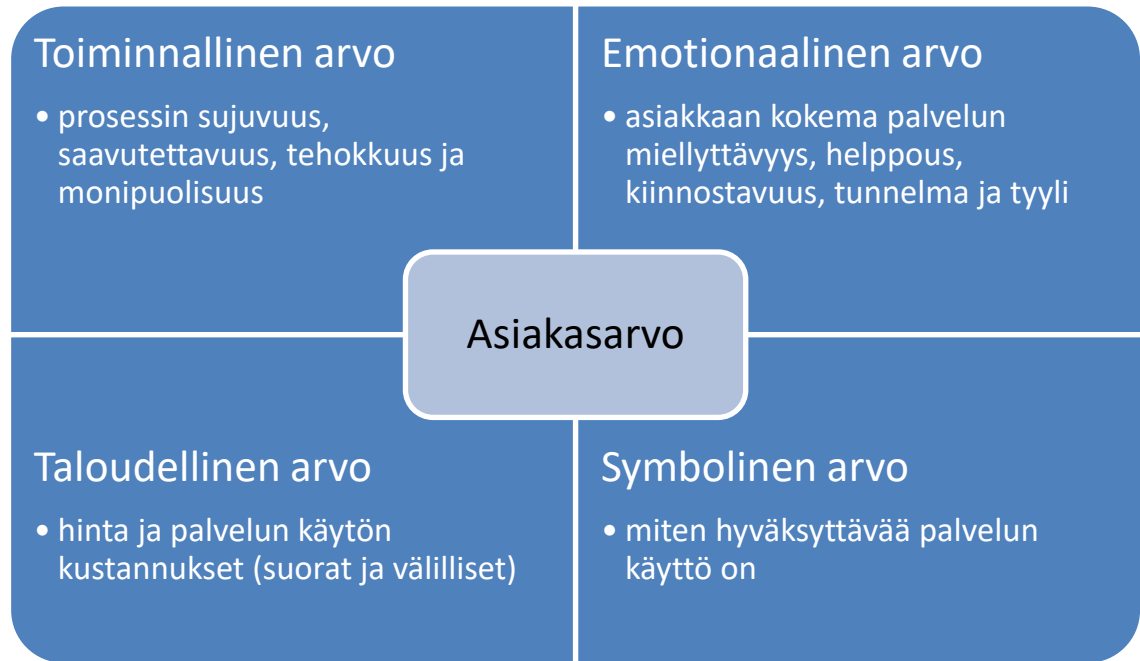 Toiminnallinen arvo
• prosessin sujuvuus,
saavutettavuus, tehokkuus ja
monipuolisuus
Emotionaalinen arvo
• asiakkaan kokema palvelun
miellyttävyys, helppous,
kiinnostavuus, tunnelma ja tyyli
Asiakasarvo
Taloudellinen arvo
• hinta ja palvelun käytön
kustannukset (suorat ja välilliset)
Symbolinen arvo
• miten hyväksyttävää palvelun
käyttö on